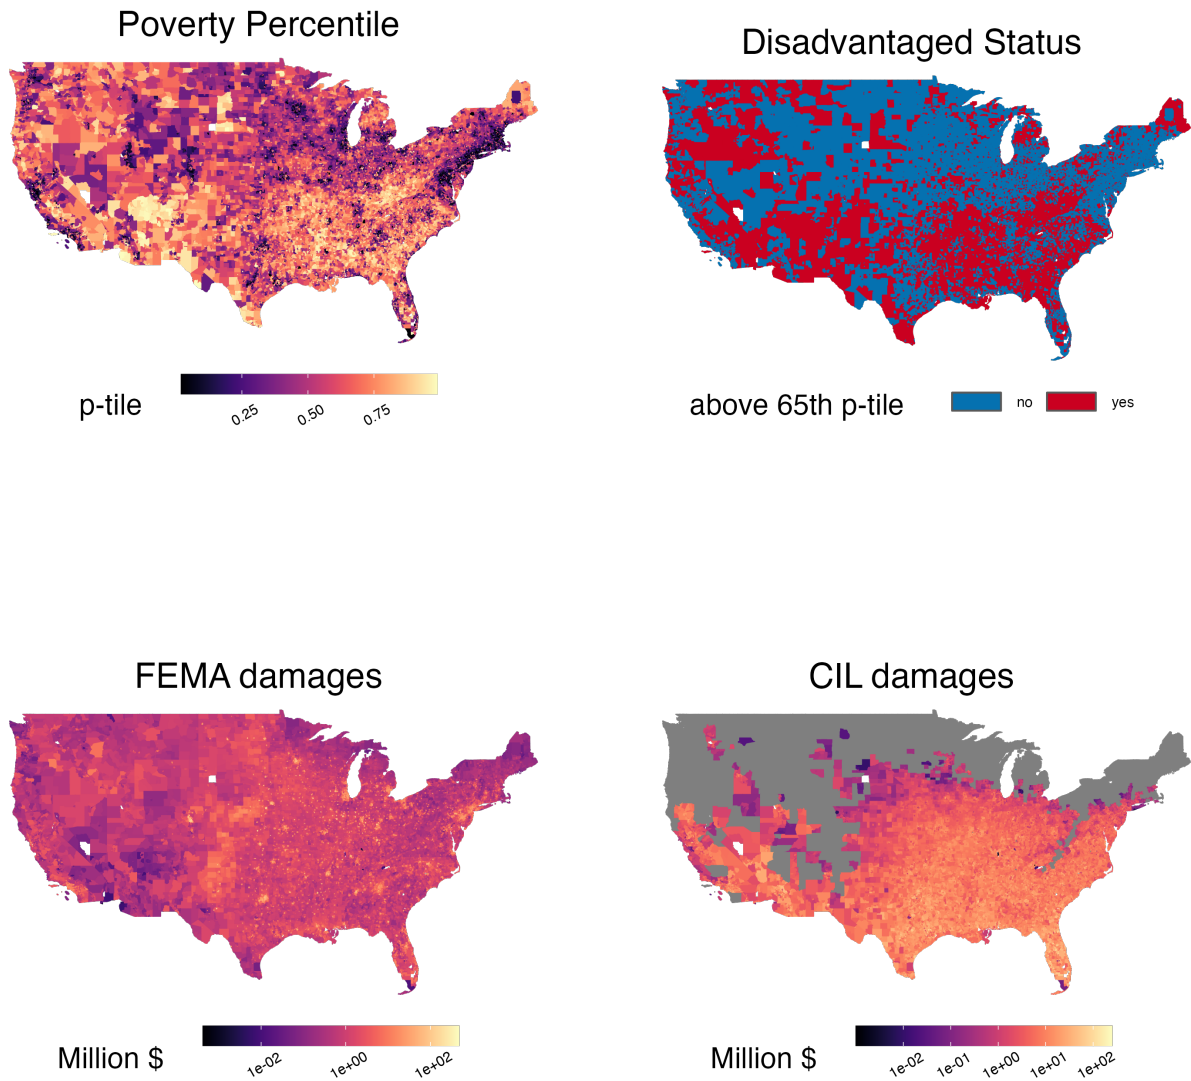 Poverty Percentile
Disadvantaged Status
p-tile
0.25
0.50
0.75
above 65th p-tile
no
yes
FEMA damages
CIL damages
Million $
1e-02
1e+00
1e+02
Million $
1e-02
1e-01
1e+00
1e+01
1e+02